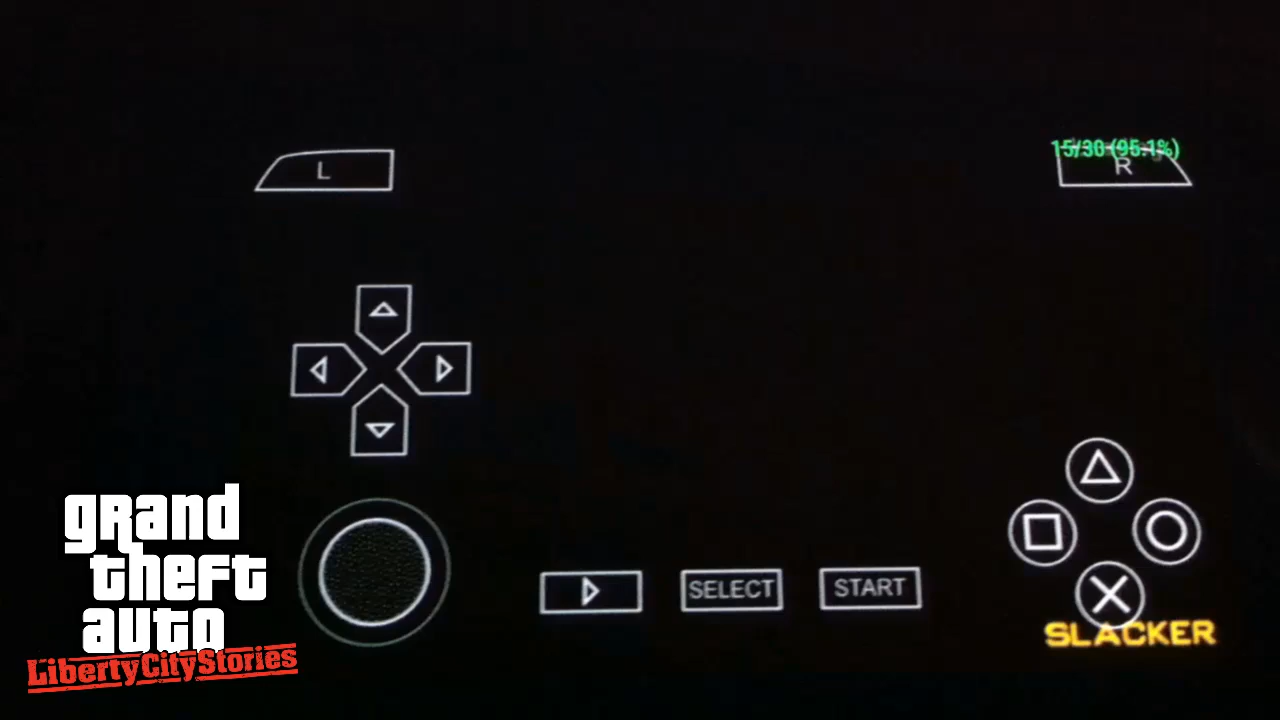 15/30 (95.1%)
L
R
SELECT
START
SLACKER
grand
theft
auto
LibertyCityStories